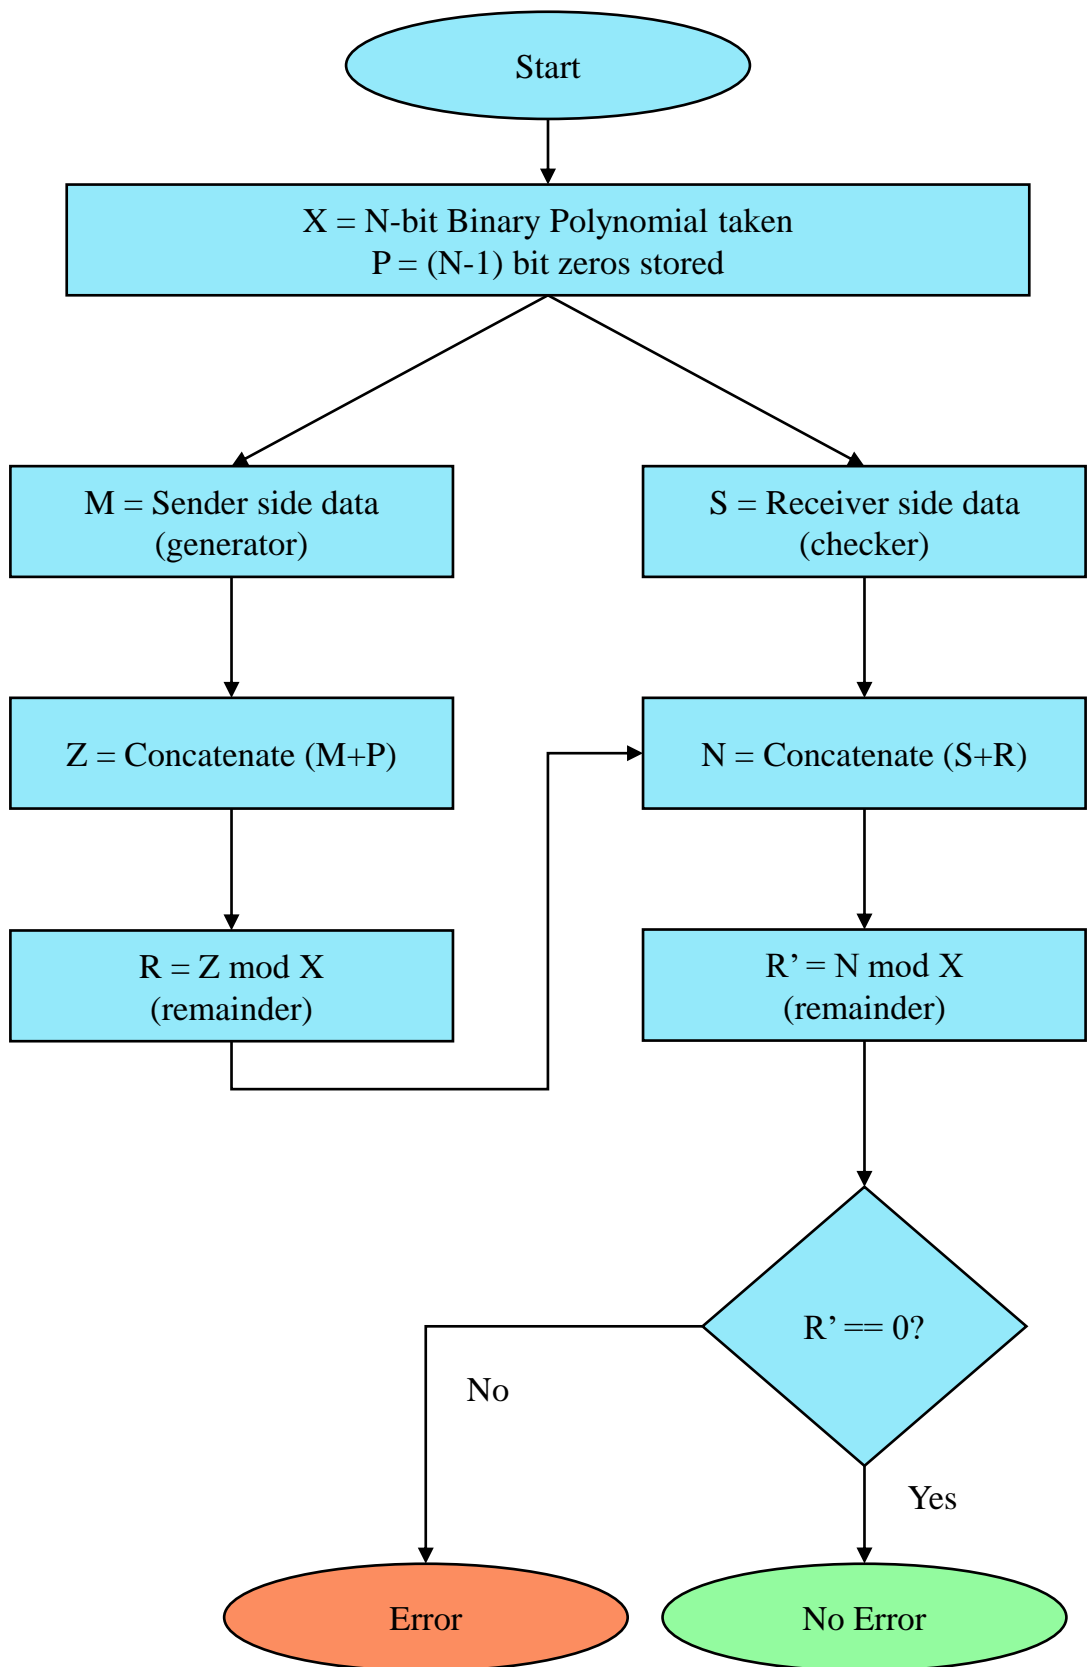 Start
X = N-bit Binary Polynomial taken
P = (N-1) bit zeros stored
M = Sender side data
(generator)
S = Receiver side data
(checker)
Z = Concatenate (M+P)
N = Concatenate (S+R)
R = Z mod X
(remainder)
R’ = N mod X
(remainder)
R’ == 0?
No
Yes
Error
No Error